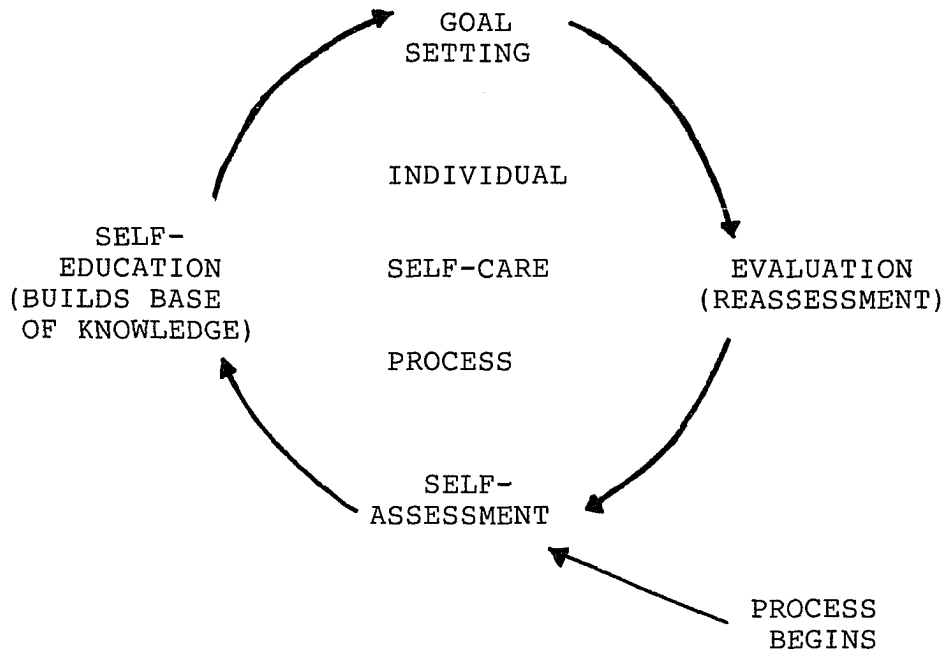 GOAL
SETTING
INDIVIDUAL
SELF-
EDUCATION
(BUILDS BASE
OF KNOWLEDGE)
SELF-CARE
EVALUATION
(REASSESSMENT)
PROCESS
SELF-
ASSESSMENT
PROCESS
BEGINS